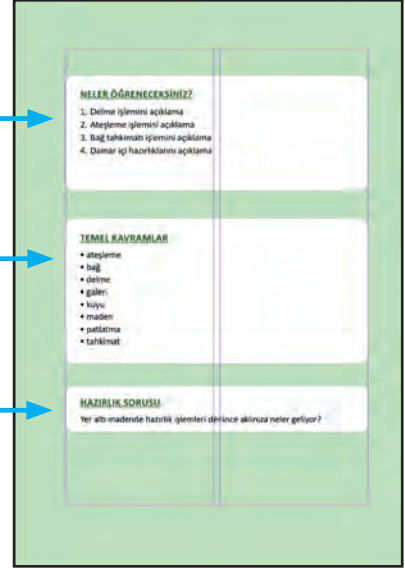 NELER ÖĞRENECEKSİNİZ?
1. Delme işlemini açıklama
2. Ateşleme işlemini açıklama
3. Bağ tahkimatı işlemini açıklama
4. Damar içi hazırlıklarını açıklama
TEMEL KAVRAMLAR
• ateşleme
• bağ
• delme
• galeri
• kuyu
• maden
• patlatma
• tahkimat
HAZIRLIK SORUSU
Yer altı madende hazırlık işlemleri denince aklınıza neler geliyor?